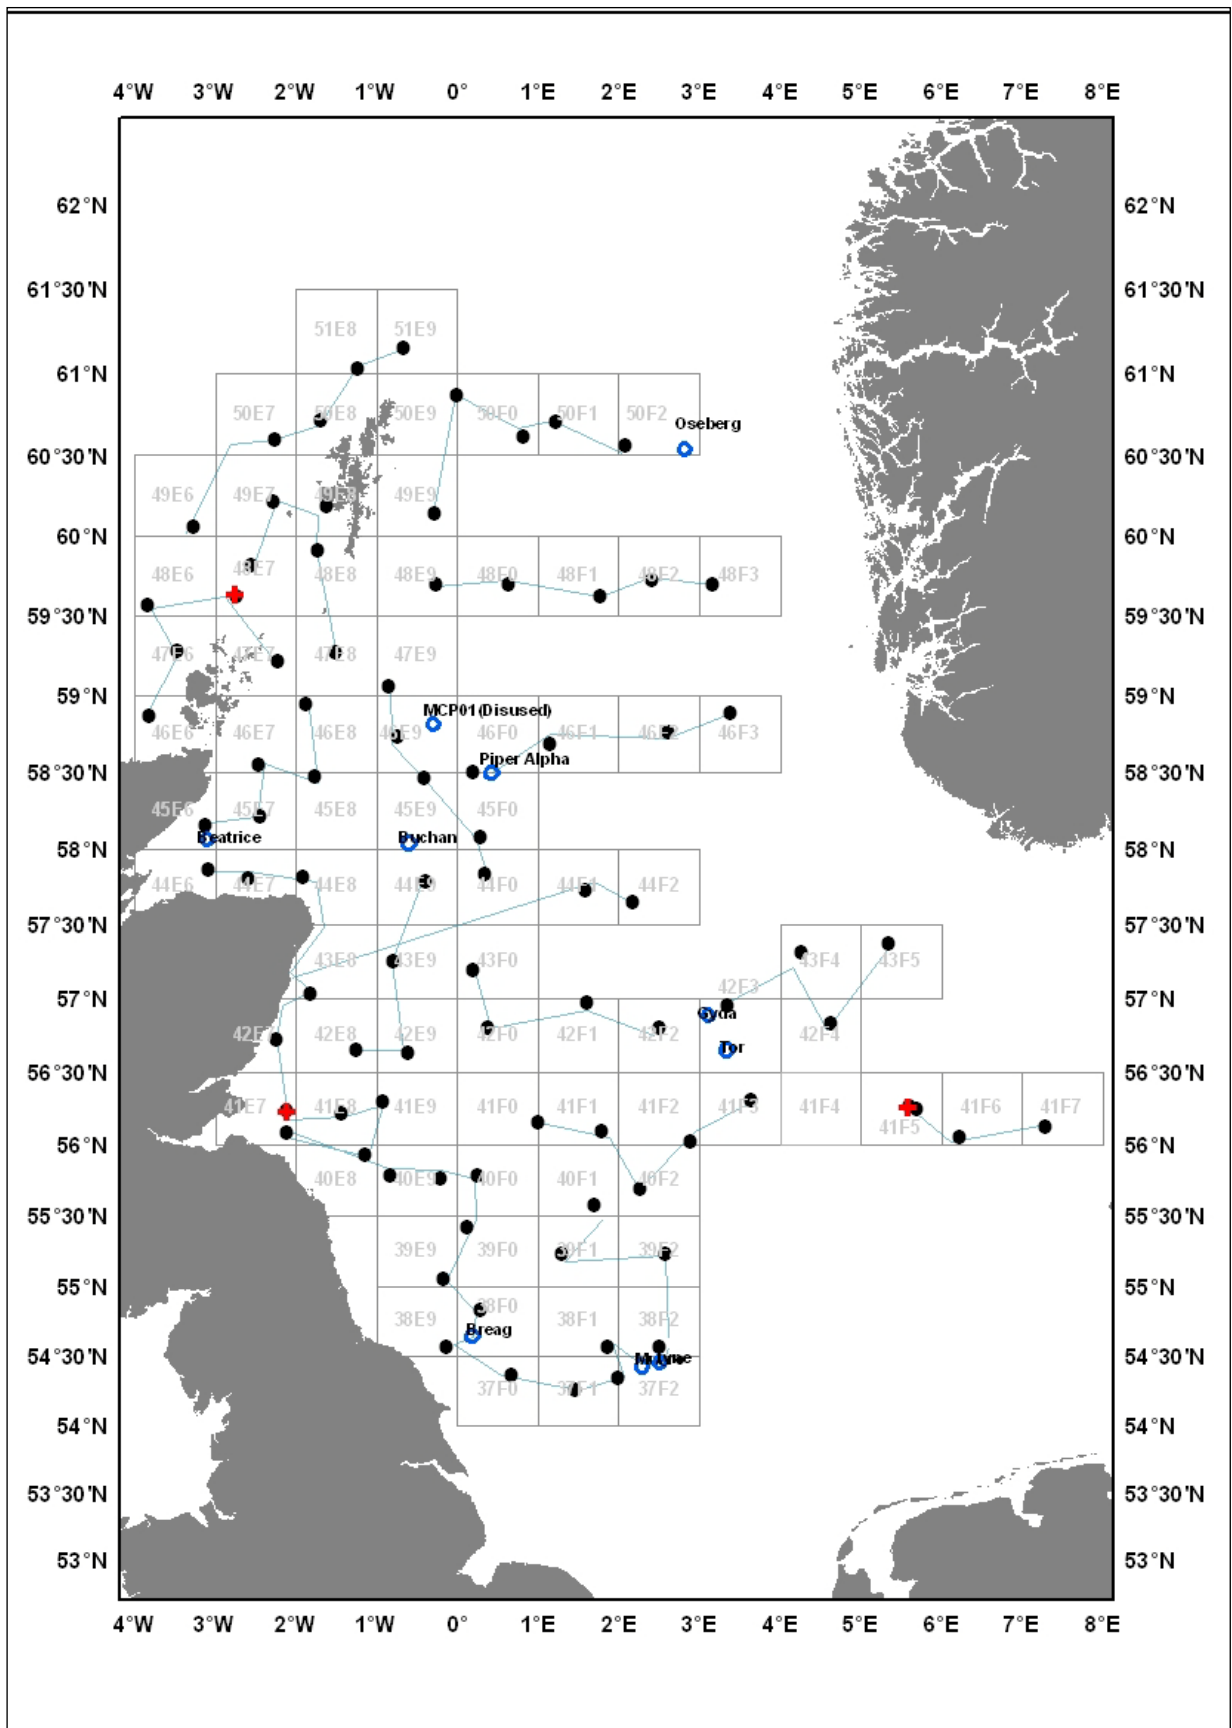 4°W 3°W 2°W 1°W 0° 1°E 2°E 3°E 4°E 5°E 6°E 7°E 8°E
62°N 62°N
61°30'N 61°30'N
51E8 51E9
61°N 61°N
50E7 50E8 50E9 50F0 50F1 50F2
Oseberg
60°30'N 60°30'N
49E6 49E7 49E8 49E9
60°N 60°N
48E6 48E7 48E8 48E9 48F0 48F1 48F2 48F3
59°30'N 59°30'N
47E6 47E7 47E8 47E9
59°N 59°N
MCP01(Disused)
46E6 46E7 46E8 46E9 46F0 46F1 46F2 46F3
Piper Alpha
58°30'N 58°30'N
45E6 45E7 45E8 45E9 45F0
Beatrice Buchan
58°N 58°N
44E6 44E7 44E8 44E9 44F0 44F1 44F2
57°30'N 57°30'N
43E8 43E9 43F0 43F4 43F5
42F3
57°N 57°N
Gyda
42E7 42E8 42E9 42F0 42F1 42F2 42F4
Tor
56°30'N 56°30'N
41E7 41E8 41E9 41F0 41F1 41F2 41F3 41F4 41F5 41F6 41F7
56°N 56°N
40E8 40E9 40F0 40F1 40F2
55°30'N 55°30'N
39E9 39F0 39F1 39F2
55°N 55°N
38E9 38F0 38F1 38F2
Breag
54°30'N 54°30'N
37F0 37F1 37F2
54°N 54°N
53°30'N 53°30'N
53°N 53°N
4°W 3°W 2°W 1°W 0° 1°E 2°E 3°E 4°E 5°E 6°E 7°E 8°E